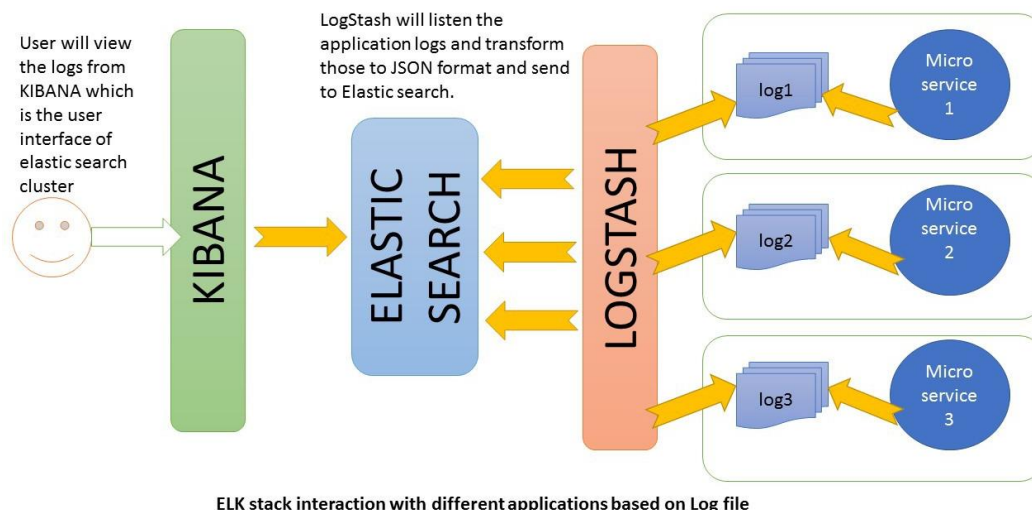 User will view
the logs from
KIBANA which
is the user
interface of
elastic search
cluster
LogStash will listen the
application logs and transform
those to JSON format and send
to Elastic search.
KIBANA
ELASTIC
SEARCH
LOGSTASH
log1
Micro
service
1
log2
Micro
service
2
log3
Micro
service
3
ELK stack interaction with different applications based on Log file